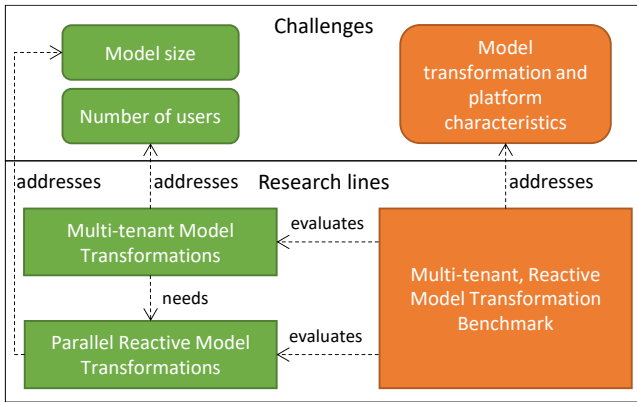 Challenges
Model size
Number of users
Model
transformation and
platform
characteristics
addresses
addresses
Research lines
addresses
Multi-tenant Model
Transformations
evaluates
needs
Multi-tenant, Reactive
Model Transformation
Benchmark
Parallel Reactive Model
Transformations
evaluates